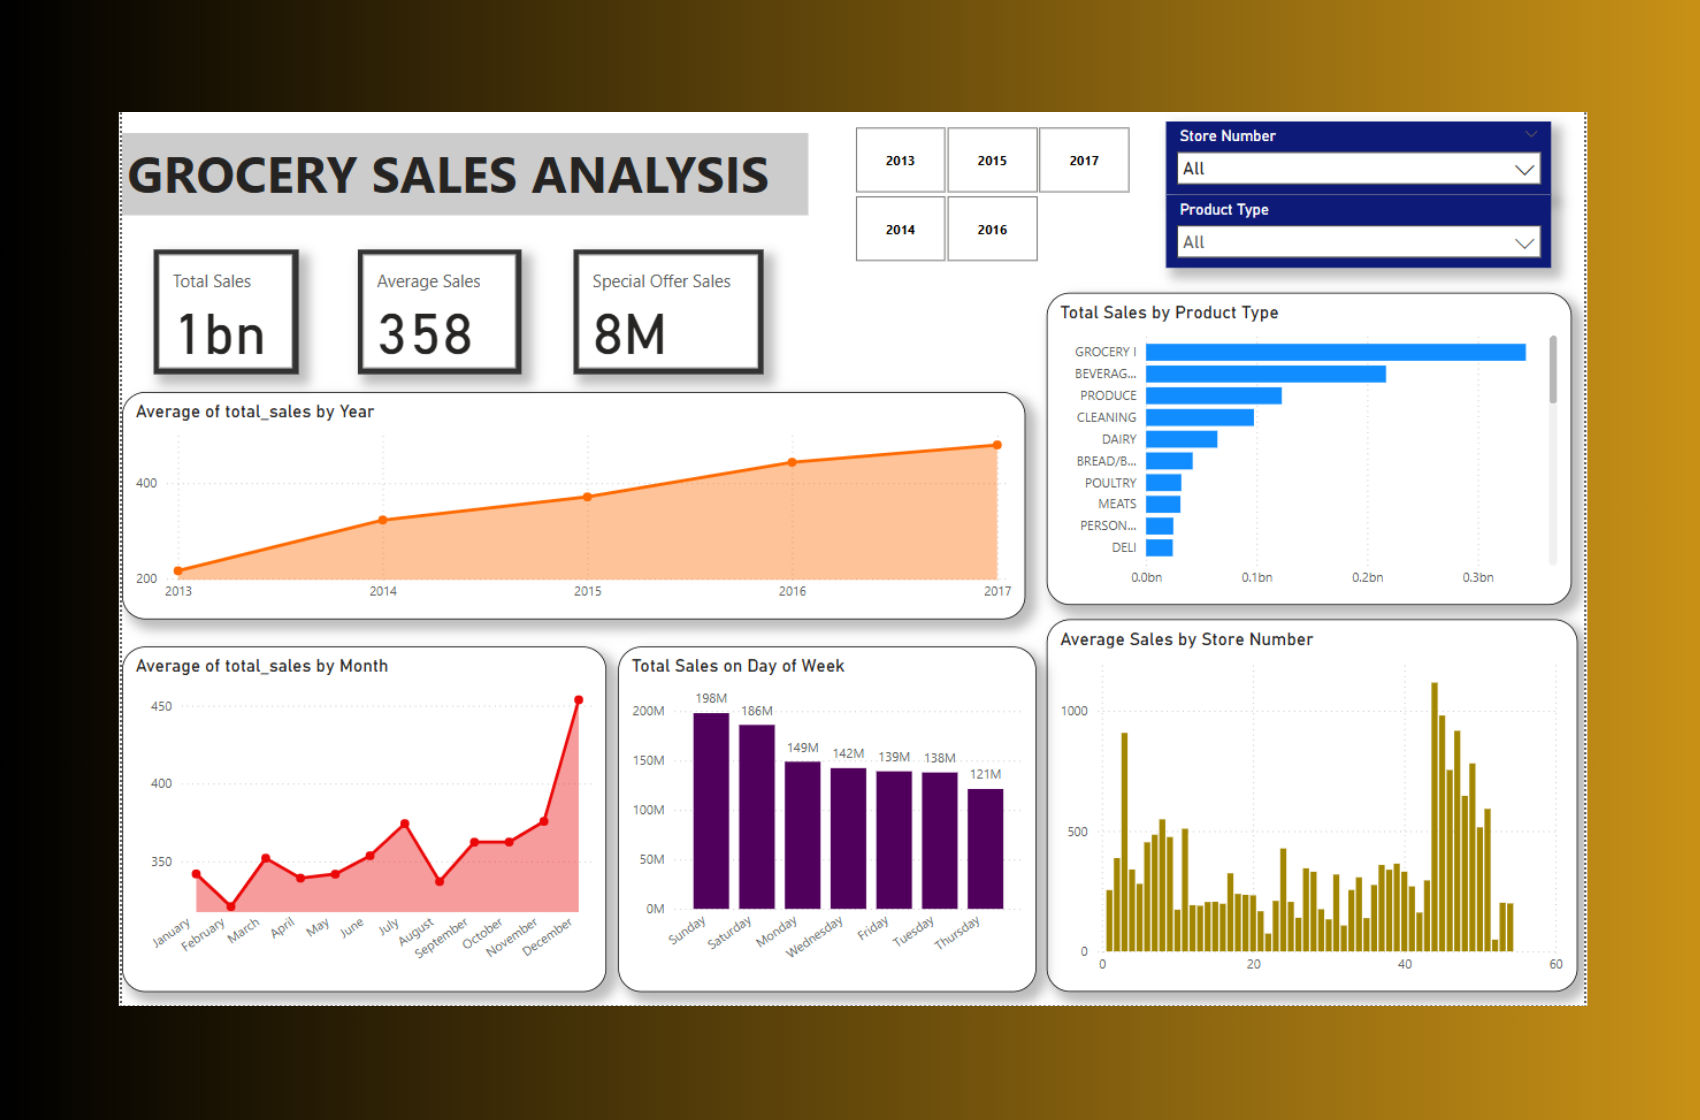 GROCERY SALES ANALYSIS
2013
2015
2017
2014
2016
Store Number
All
Product Type
All
Total Sales
1bn
Average Sales
358
Special Offer Sales
8M
Average of total_sales by Year
400
200
2013
2014
2015
2016
2017
Total Sales by Product Type
GROCERY I
BEVERAG...
PRODUCE
CLEANING
DAIRY
BREAD/B...
POULTRY
MEATS
PERSON...
DELI
0.0bn
0.1bn
0.2bn
0.3bn
Average of total_sales by Month
450
400
350
January
February
March
April
May
June
July
August
September
October
November
December
Total Sales on Day of Week
200M
150M
100M
50M
0M
198M
186M
149M
142M
139M
138M
121M
Sunday
Saturday
Monday
Wednesday
Friday
Tuesday
Thursday
Average Sales by Store Number
1000
500
0
0
20
40
60